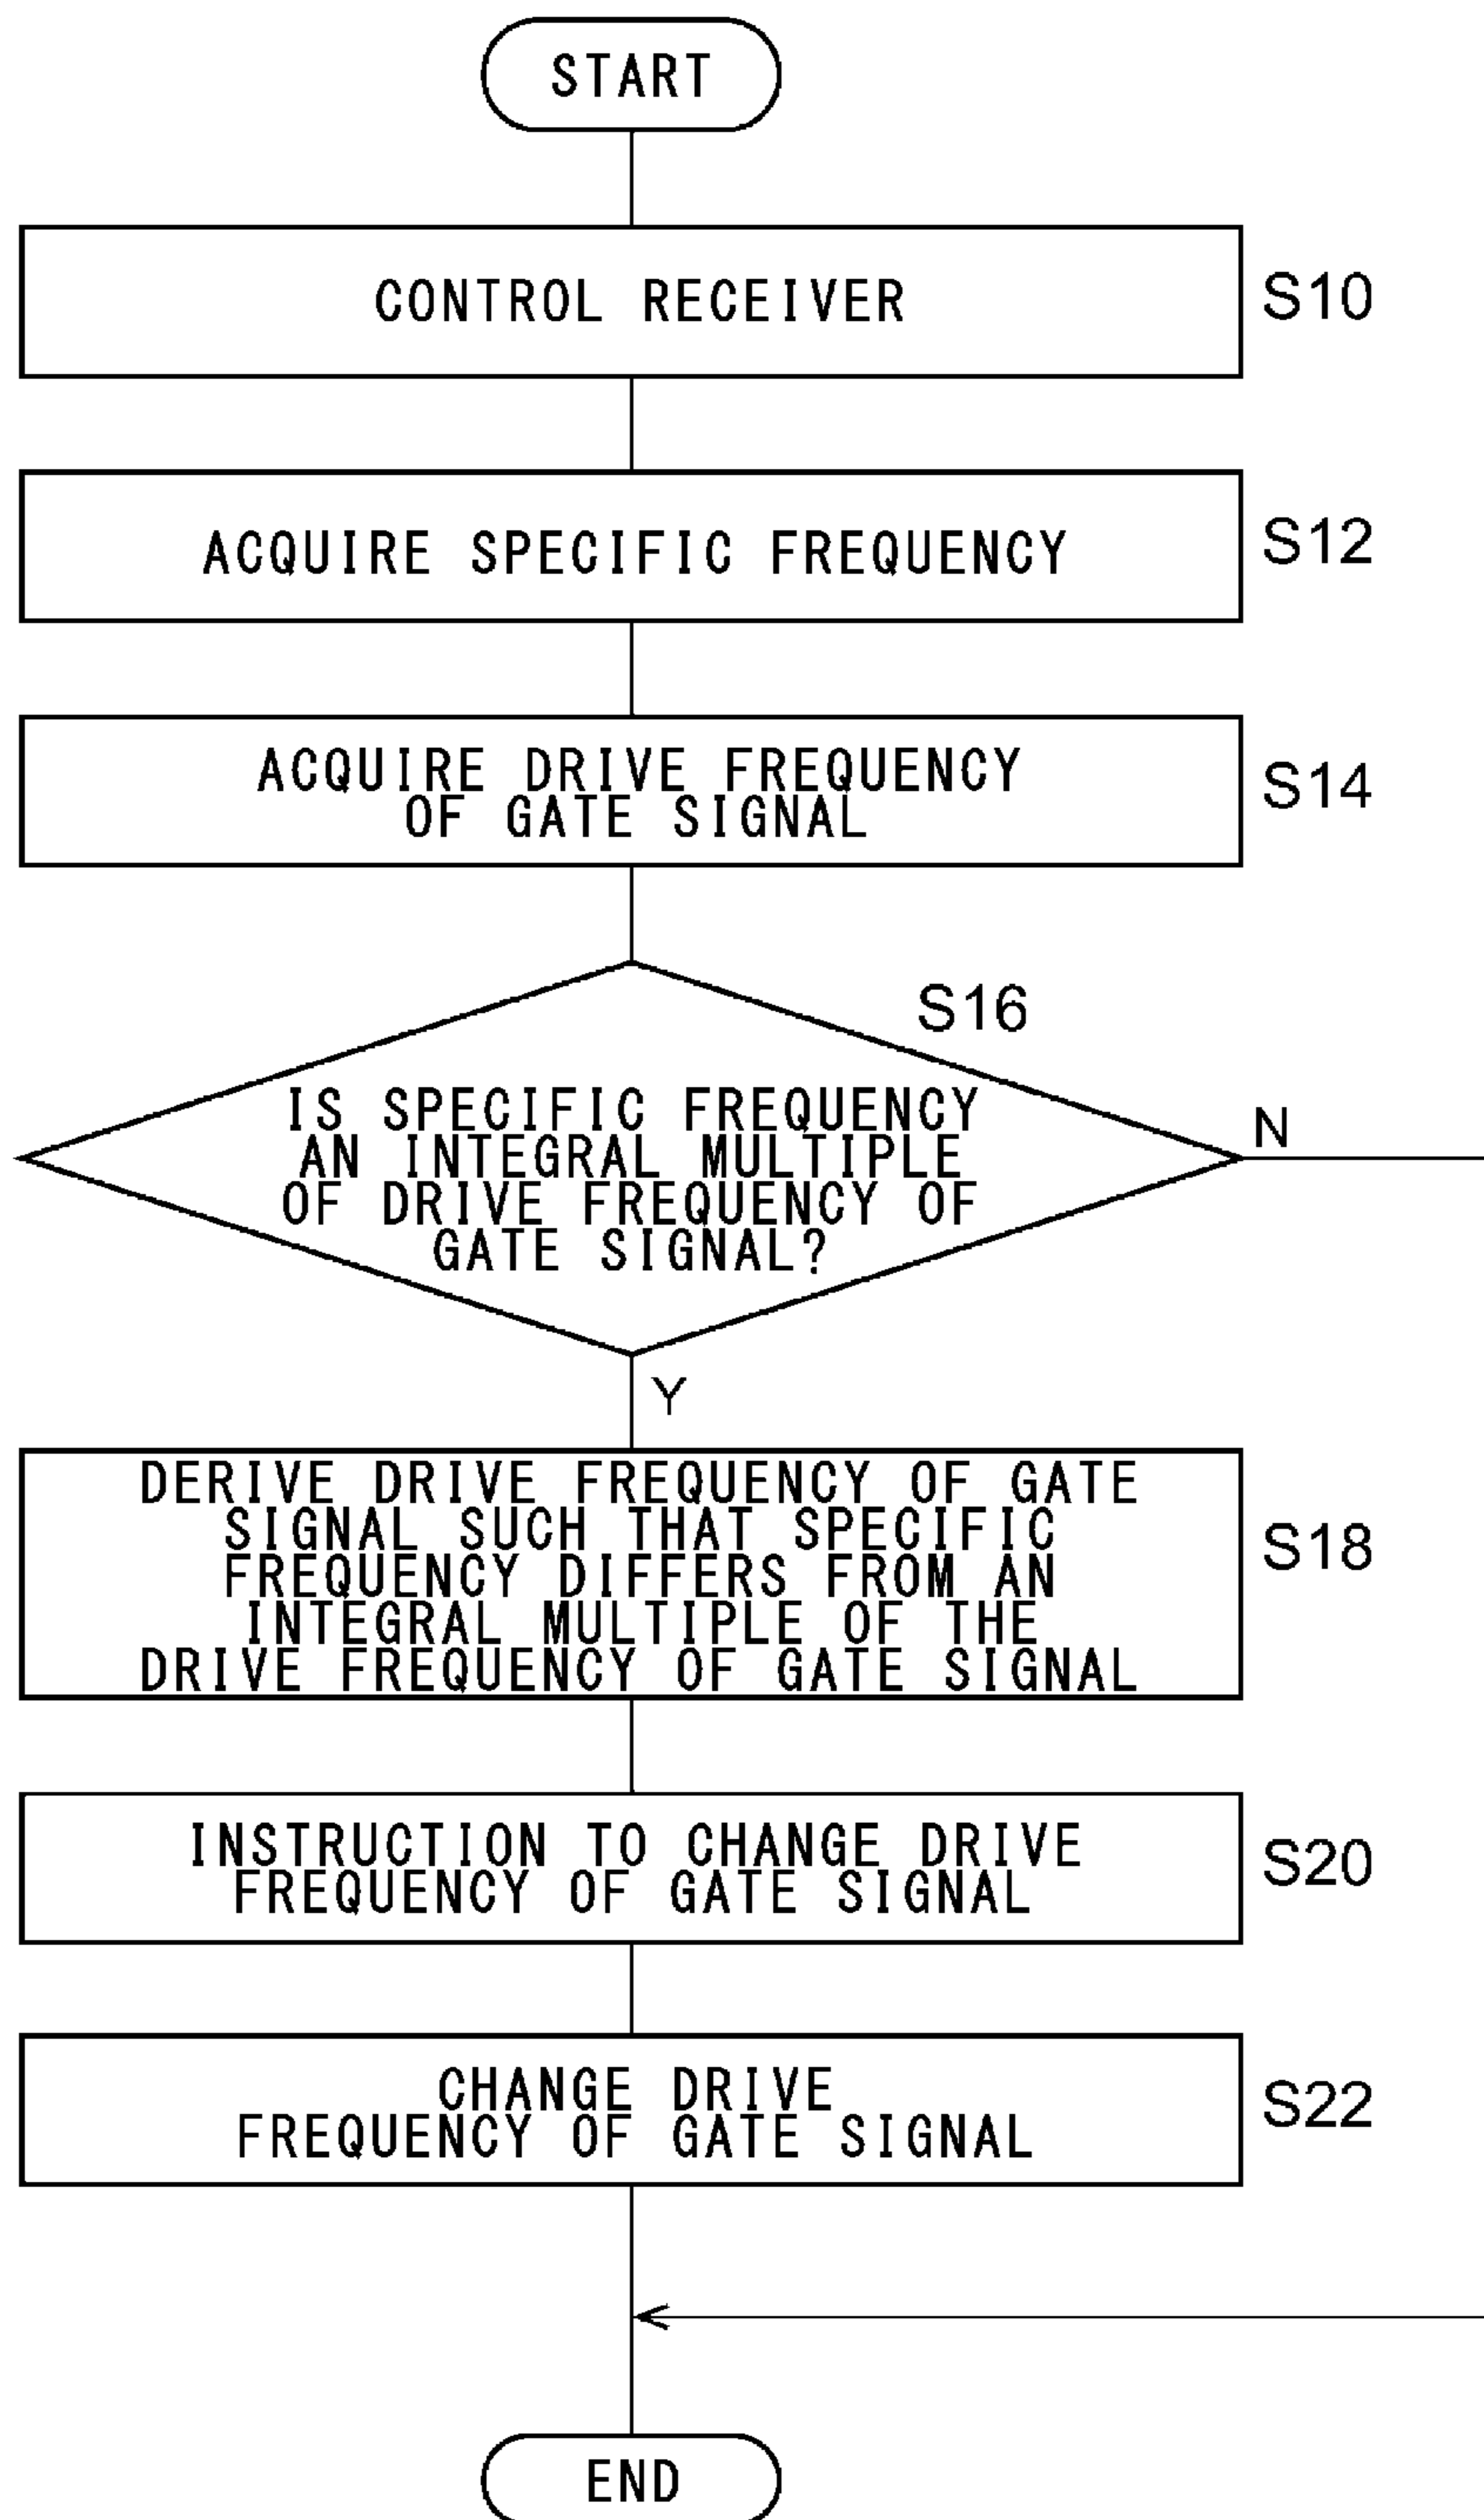 START
CONTROL RECEIVER
S10
ACQUIRE SPECIFIC FREQUENCY
S12
ACQUIRE DRIVE FREQUENCY
OF GATE SIGNAL
S14
S16
IS SPECIFIC FREQUENCY
AN INTEGRAL MULTIPLE
OF DRIVE FREQUENCY OF
GATE SIGNAL?
N
Y
DERIVE DRIVE FREQUENCY OF GATE
SIGNAL SUCH THAT SPECIFIC
FREQUENCY DIFFERS FROM AN
INTEGRAL MULTIPLE OF THE
DRIVE FREQUENCY OF GATE SIGNAL
S18
INSTRUCTION TO CHANGE DRIVE
FREQUENCY OF GATE SIGNAL
S20
CHANGE DRIVE
FREQUENCY OF GATE SIGNAL
S22
END